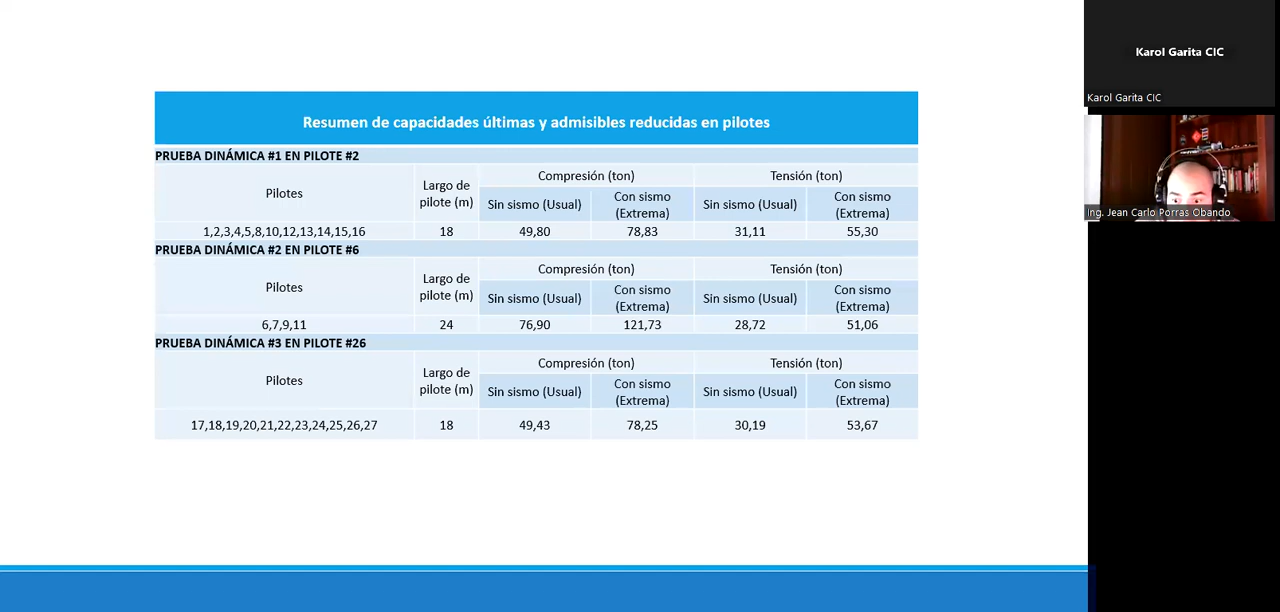 Resumen de capacidades últimas y admisibles reducidas en pilotes
PRUEBA DINÁMICA #1 EN PILOTE #2
Pilotes
Largo de
pilote (m)
Compresión (ton)
Tensión (ton)
Sin sismo (Usual)
Con sismo
(Extrema)
Sin sismo (Usual)
Con sismo
(Extrema)
1,2,3,4,5,8,10,12,13,14,15,16
18
49,80
78,83
31,11
55,30
PRUEBA DINÁMICA #2 EN PILOTE #6
Pilotes
Largo de
pilote (m)
Compresión (ton)
Tensión (ton)
Sin sismo (Usual)
Con sismo
(Extrema)
Sin sismo (Usual)
Con sismo
(Extrema)
6,7,9,11
24
76,90
121,73
28,72
51,06
PRUEBA DINÁMICA #3 EN PILOTE #26
Pilotes
Largo de
pilote (m)
Compresión (ton)
Tensión (ton)
Sin sismo (Usual)
Con sismo
(Extrema)
Sin sismo (Usual)
Con sismo
(Extrema)
17,18,19,20,21,22,23,24,25,26,27
18
49,43
78,25
30,19
53,67
Karol Garita CIC
Karol Garita CIC
Ing. Jean Carlo Porras Obando